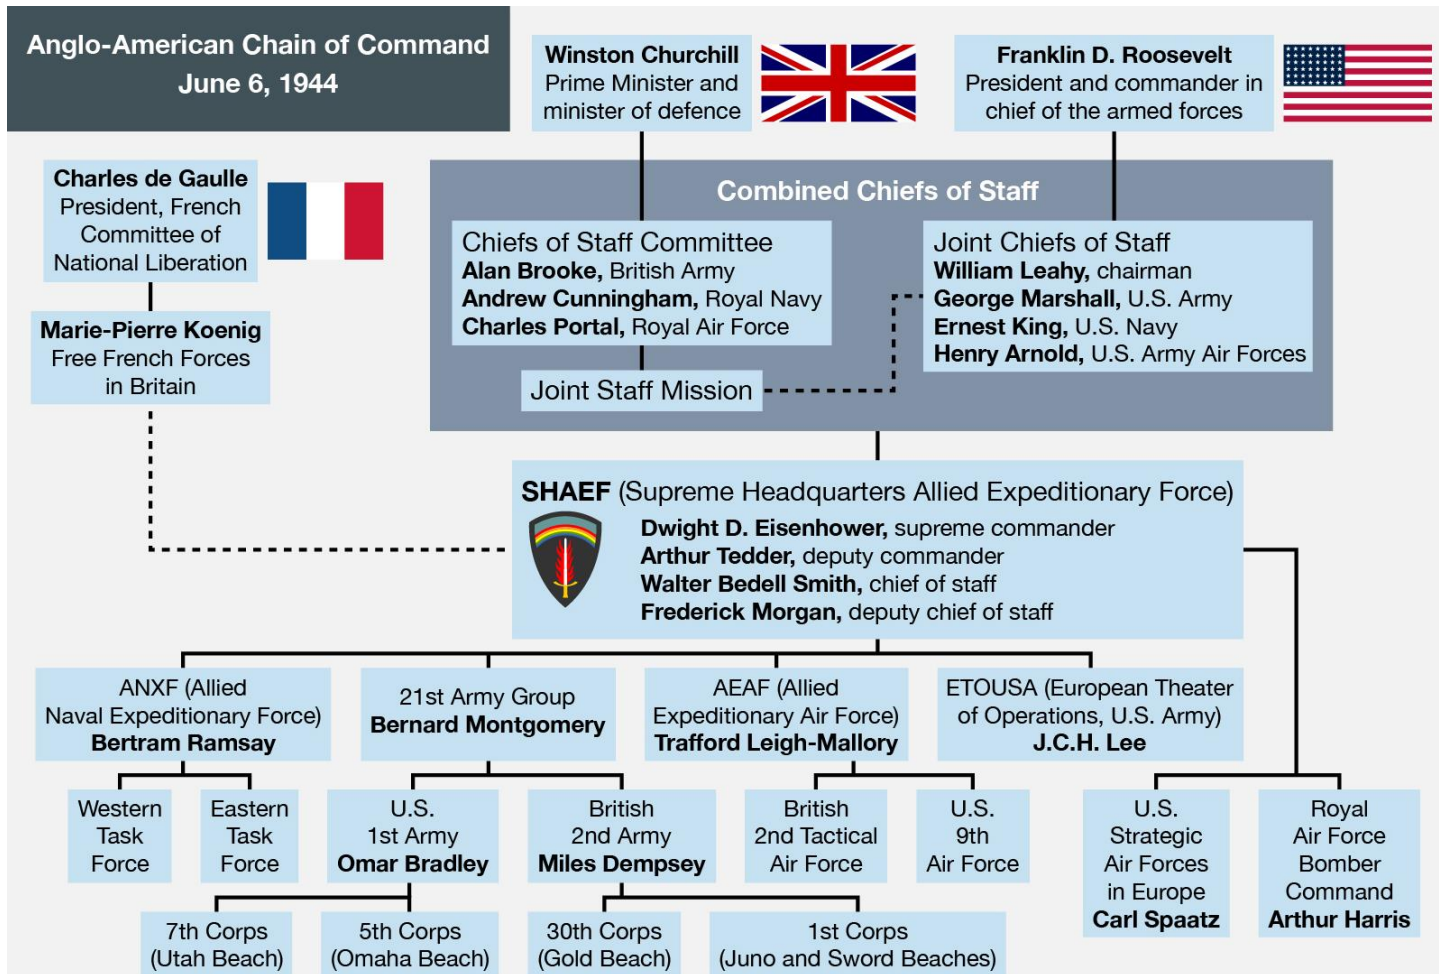 Anglo-American Chain of Command
June 6, 1944
Winston Churchill
Prime Minister and
minister of defence
Franklin D. Roosevelt
President and commander in
chief of the armed forces
Charles de Gaulle
President, French
Committee of
National Liberation
Marie-Pierre Koenig
Free French Forces
in Britain
Combined Chiefs of Staff
Chiefs of Staff Committee
Alan Brooke, British Army
Andrew Cunningham, Royal Navy
Charles Portal, Royal Air Force
Joint Staff Mission
Joint Chiefs of Staff
William Leahy, chairman
George Marshall, U.S. Army
Ernest King, U.S. Navy
Henry Arnold, U.S. Army Air Forces
SHAEF (Supreme Headquarters Allied Expeditionary Force)
Dwight D. Eisenhower, supreme commander
Arthur Tedder, deputy commander
Walter Bedell Smith, chief of staff
Frederick Morgan, deputy chief of staff
ANXF (Allied
Naval Expeditionary Force)
Bertram Ramsay
21st Army Group
Bernard Montgomery
AEAF (Allied
Expeditionary Air Force)
Trafford Leigh-Mallory
ETOUSA (European Theater
of Operations, U.S. Army)
J.C.H. Lee
Western
Task
Force
Eastern
Task
Force
U.S.
1st Army
Omar Bradley
British
2nd Army
Miles Dempsey
British
2nd Tactical
Air Force
U.S.
9th
Air Force
U.S.
Strategic
Air Forces
in Europe
Carl Spaatz
Royal
Air Force
Bomber
Command
Arthur Harris
7th Corps
(Utah Beach)
5th Corps
(Omaha Beach)
30th Corps
(Gold Beach)
1st Corps
(Juno and Sword Beaches)